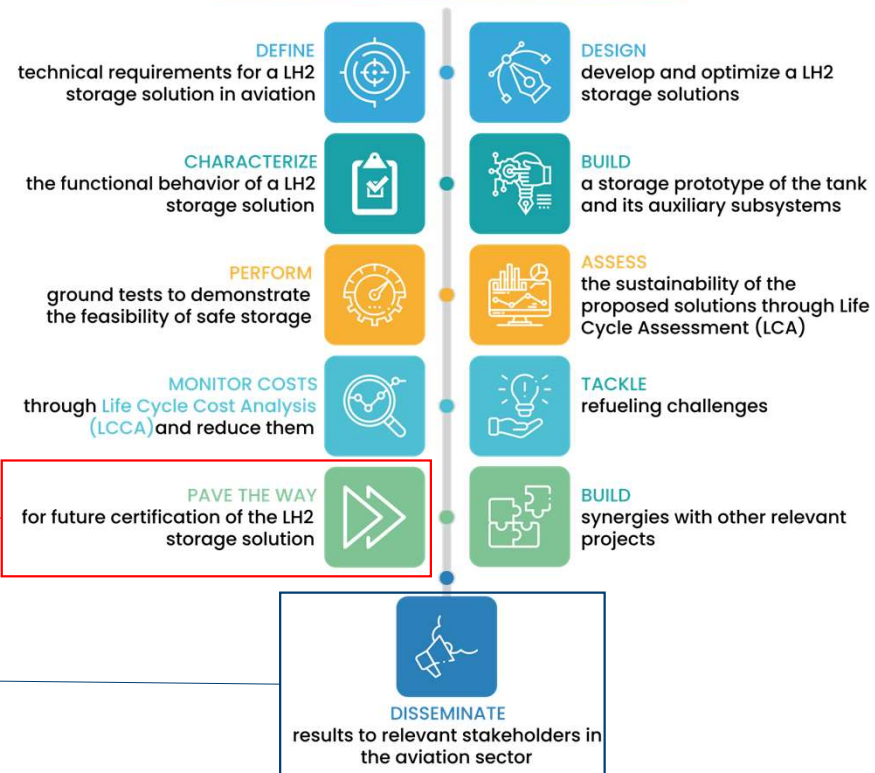 DEFINE
technical requirements for a LH2
storage solution in aviation
DESIGN
develop and optimize a LH2
storage solutions
CHARACTERIZE
the functional behavior of a LH2
storage solution
BUILD
a storage prototype of the tank
and its auxiliary subsystems
PERFORM
ground tests to demonstrate
the feasibility of safe storage
ASSESS
the sustainability of the
proposed solutions through Life
Cycle Assessment (LCA)
MONITOR COSTS
through Life Cycle Cost Analysis
(LCCA)and reduce them
TACKLE
refueling challenges
PAVE THE WAY
for future certification of the LH2
storage solution
BUILD
synergies with other relevant
projects
DISSEMINATE
results to relevant stakeholders in
the aviation sector